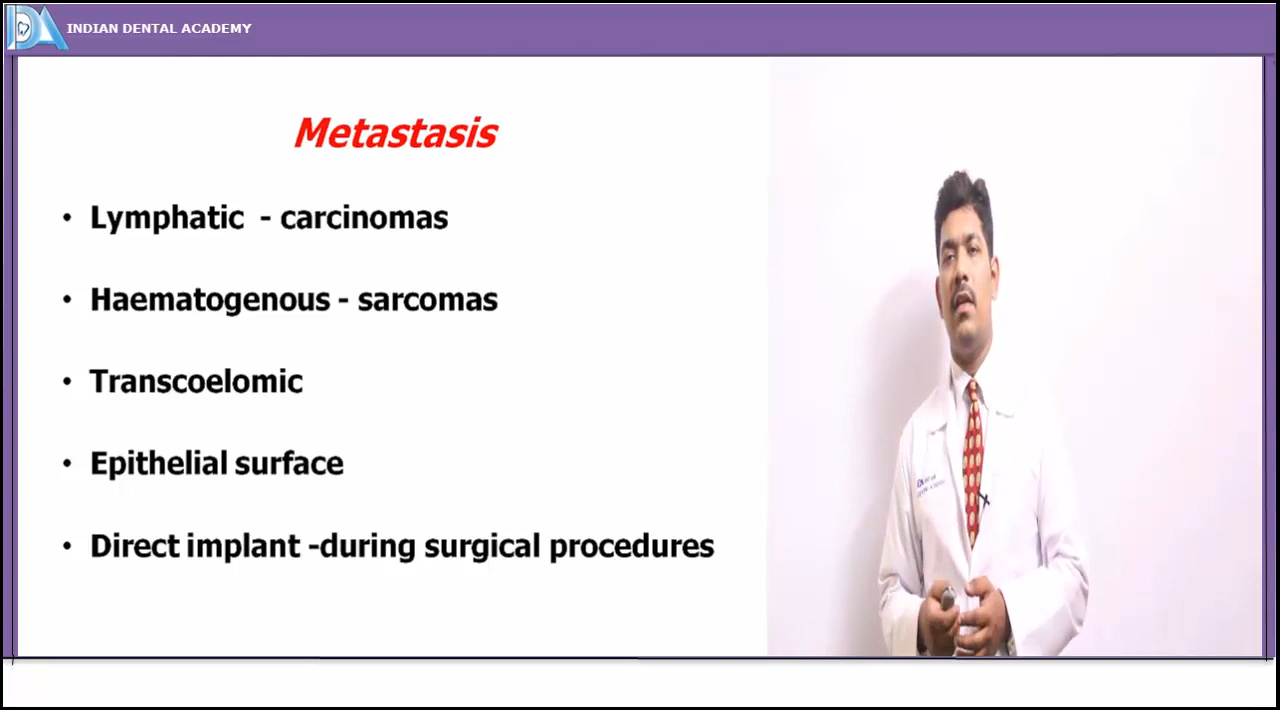 INDIAN DENTAL ACADEMY
Metastasis
• Lymphatic - carcinomas
• Haematogenous - sarcomas
• Transcoelomic
• Epithelial surface
• Direct implant -during surgical procedures